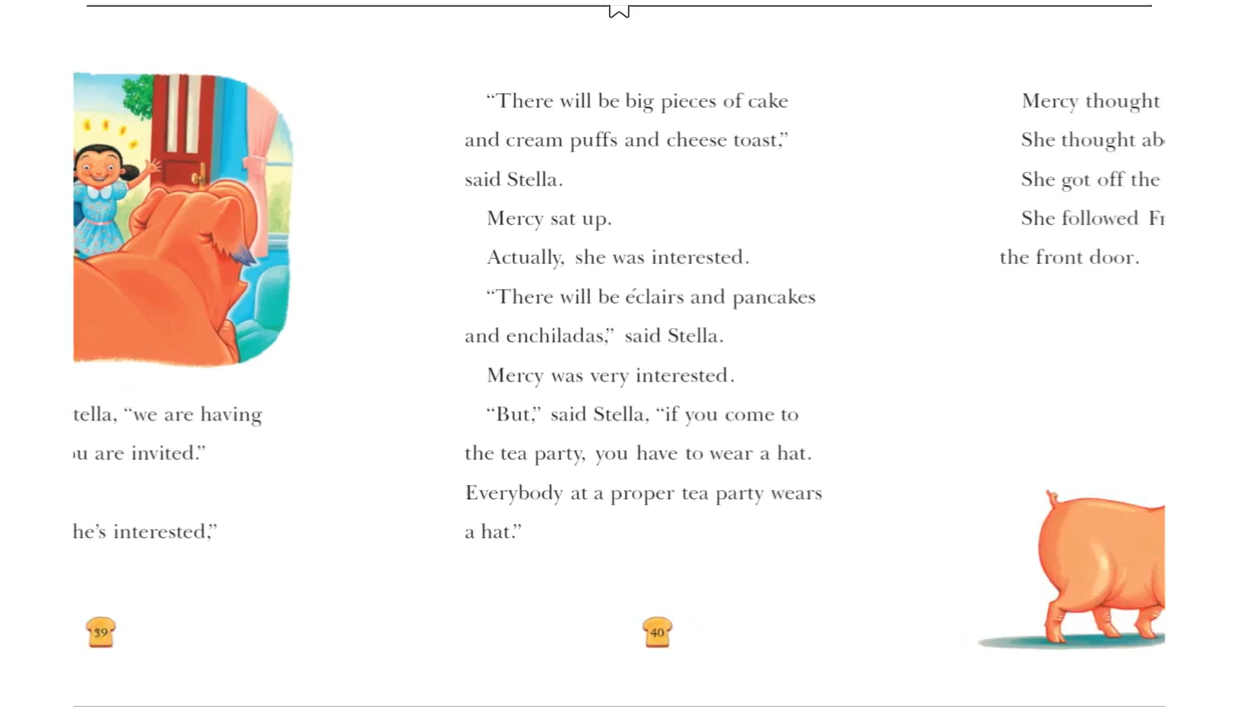 tella, “we are having
u are invited.”
he’s interested,”
39
“There will be big pieces of cake
and cream puffs and cheese toast,”
said Stella.
Mercy sat up.
Actually, she was interested.
“There will be éclairs and pancakes
and enchiladas,” said Stella.
Mercy was very interested.
“But,” said Stella, “if you come to
the tea party, you have to wear a hat.
Everybody at a proper tea party wears
a hat.”
40
Mercy thought
She thought ab
She got off the
She followed Fr
the front door.